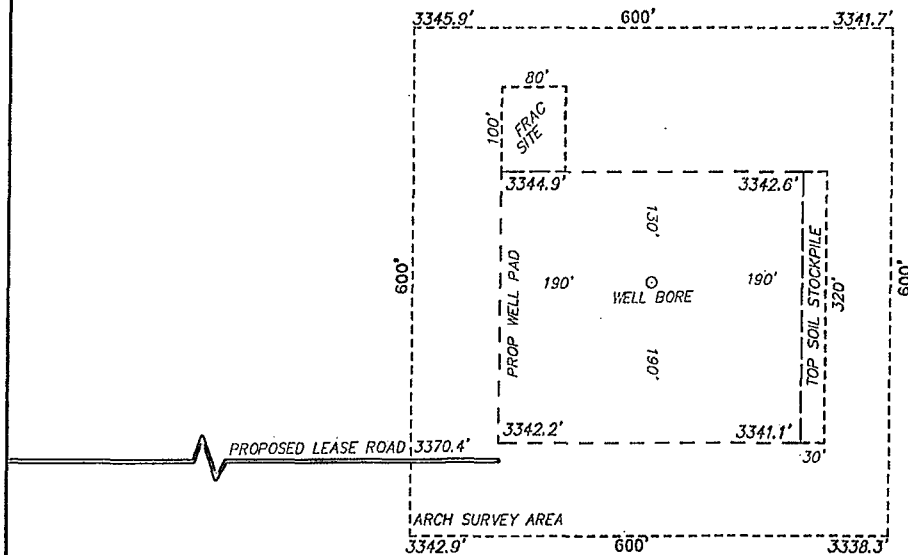 3345.9' 600' 3341.7'
80'
100'
FRAC
SITE
3344.9' 3342.6'
130'
600'
PROP WELL PAD
190'
WELL BORE
190'
TOP SOIL STOCKPILE
320'
600'
190'
3342.2' 3341.1'
30'
PROPOSED LEASE ROAD 3370.4'
ARCH SURVEY AREA
3342.9' 600' 3338.3'